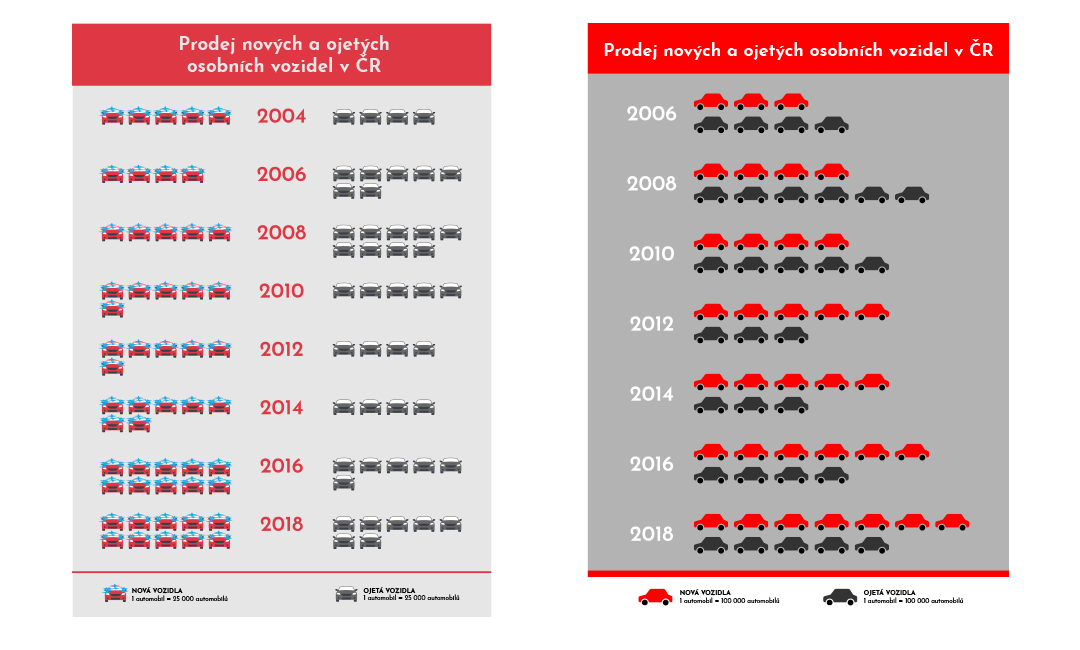 Prodej nových a ojetých
osobních vozidel v ČR
2004
2006
2008
2010
2012
2014
2016
2018
NOVÁ VOZIDLA
1 automobil = 25 000 automobilů
OJETÁ VOZIDLA
1 automobil = 25 000 automobilů
Prodej nových a ojetých osobních vozidel v ČR
2006
2008
2010
2012
2014
2016
2018
NOVÁ VOZIDLA
1 automobil = 100 000 automobilů
OJETÁ VOZIDLA
1 automobil = 100 000 automobilů